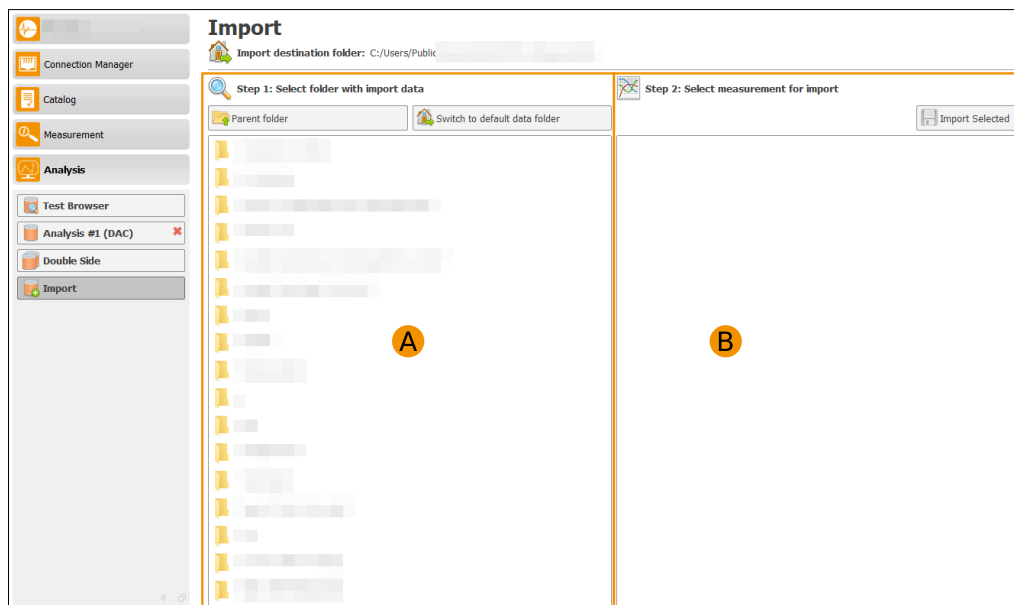 Import
Import destination folder: C:/Users/Public
Connection Manager
Catalog
Measurement
Analysis
Test Browser
Analysis #1 (DAC)
Double Side
Import
Step 1: Select folder with import data
Parent folder
Switch to default data folder
A
Step 2: Select measurement for import
Import Selected
B